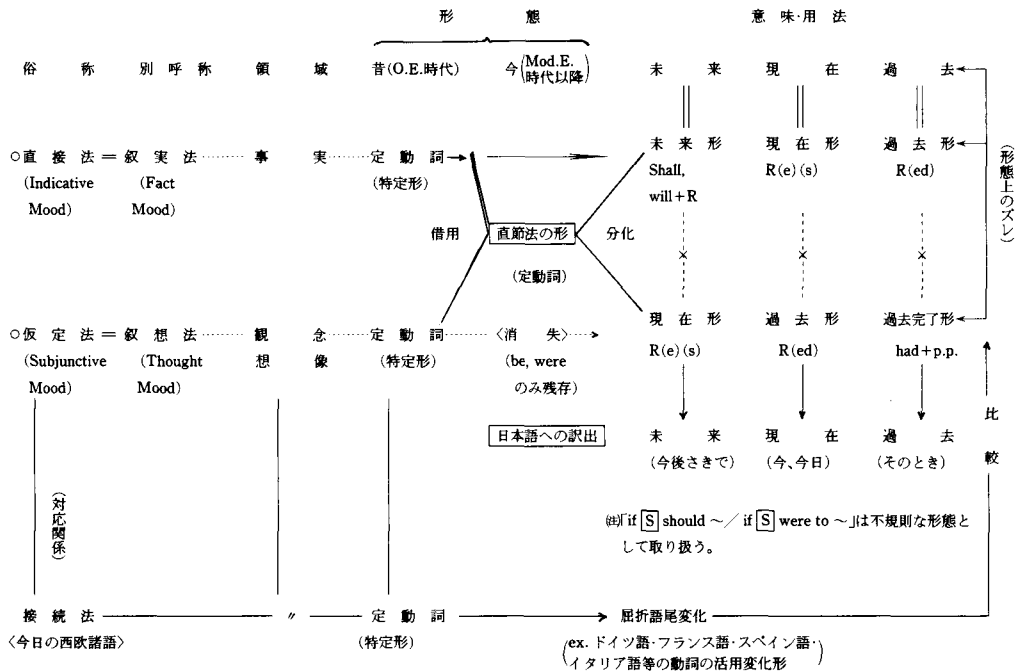 形態 意味・用法
俗称 別呼称 領域 昔(O.E.時代) 今(Mod.E.時代以降) 未来 現在 過去
○直接法=叙実法……事実……定動詞 未来形 現在形 過去形
(Indicative Mood) (Fact Mood) (特定形) Shall, will+R R(e)(s) R(ed)
(形態上のズレ)
借用 直節法の形 分化
(定動詞)
○仮定法=叙想法……観念……定動詞……〈消失〉 現在形 過去形 過去完了形
(Subjunctive Mood) (Thought Mood) 想像 (特定形) (be, were のみ残存) R(e)(s) R(ed) had+p.p.
日本語への訳出 未来 現在 過去
(今後さきで) (今、今日) (そのとき)
比較
(対応関係)
(注)「if S should ~/ if S were to ~」は不規則な形態と
して取り扱う。
接続法 〃 定動詞 屈折語尾変化
〈今日の西欧諸語〉 (特定形) (ex. ドイツ語・フランス語・スペイン語・
イタリア語等の動詞の活用変化形)